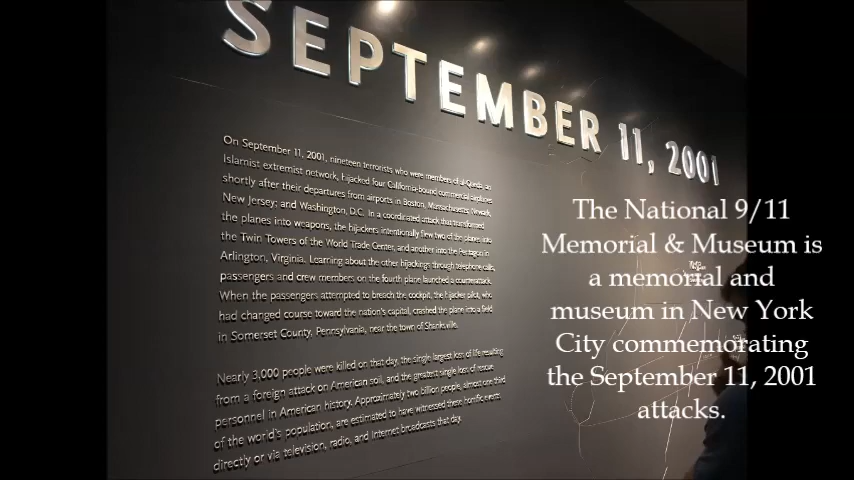 SEPTEMBER 11, 2001
On September 11, 2001, nineteen terrorists who were members of al-Qaeda, an
Islamist extremist network, hijacked four California-bound commercial airplanes
shortly after their departures from airports in Boston, Massachusetts; Newark,
New Jersey; and Washington, D.C. In a coordinated attack that transformed
the planes into weapons, the hijackers intentionally flew two of the planes into
the Twin Towers of the World Trade Center, and another into the Pentagon in
Arlington, Virginia. Learning about the other hijackings through telephone calls,
passengers and crew members on the fourth plane launched a counterattack.
When the passengers attempted to breach the cockpit, the hijacker pilot, who
had changed course toward the nation's capital, crashed the plane into a field
in Somerset County, Pennsylvania, near the town of Shanksville.
Nearly 3,000 people were killed on that day, the single largest loss of life resulting
from a foreign attack on American soil, and the greatest single loss of rescue
personnel in American history. Approximately two billion people, almost one third
of the world's population, are estimated to have witnessed these horrific events
directly or via television, radio, and Internet broadcasts that day.
The National 9/11
Memorial & Museum is
a memorial and
museum in New York
City commemorating
the September 11, 2001
attacks.